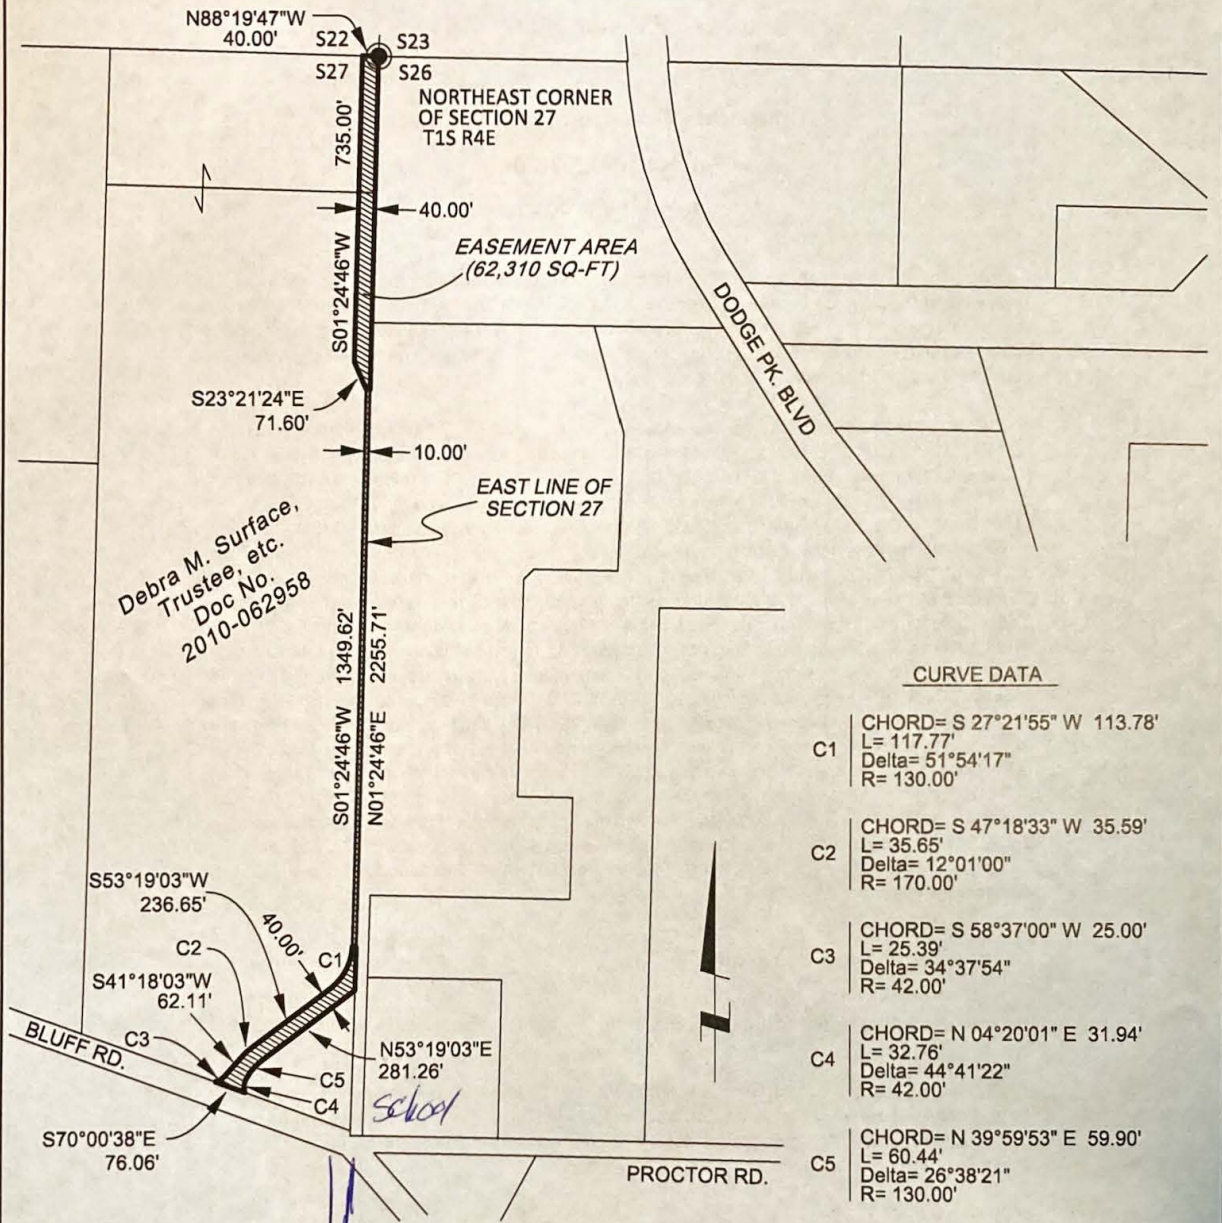 N88°19'47"W
40.00'
S22
S23
S27
S26
NORTHEAST CORNER
OF SECTION 27
T1S R4E
735.00'
40.00'
EASEMENT AREA
(62,310 SQ-FT)
S01°24'46"W
DODGE PK. BLVD
S23°21'24"E
71.60'
10.00'
EAST LINE OF
SECTION 27
Debra M. Surface,
Trustee, etc.
Doc No.
2010-062958
S01°24'46"W 1349.62'
N01°24'46"E 2255.71'
S53°19'03"W
236.65'
40.00'
C1
C2
S41°18'03"W
62.11'
C3
BLUFF RD.
N53°19'03"E
281.26'
C5
C4
School
S70°00'38"E
76.06'
PROCTOR RD.
CURVE DATA
C1
CHORD= S 27°21'55" W 113.78'
L= 117.77'
Delta= 51°54'17"
R= 130.00'
C2
CHORD= S 47°18'33" W 35.59'
L= 35.65'
Delta= 12°01'00"
R= 170.00'
C3
CHORD= S 58°37'00" W 25.00'
L= 25.39'
Delta= 34°37'54"
R= 42.00'
C4
CHORD= N 04°20'01" E 31.94'
L= 32.76'
Delta= 44°41'22"
R= 42.00'
C5
CHORD= N 39°59'53" E 59.90'
L= 60.44'
Delta= 26°38'21"
R= 130.00'